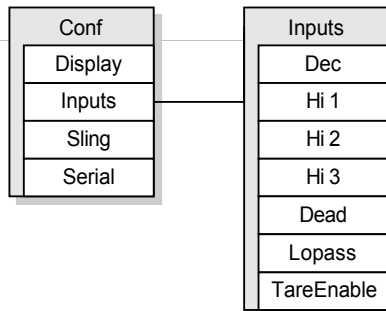 Conf
Display
Inputs
Sling
Serial
Inputs
Dec
Hi 1
Hi 2
Hi 3
Dead
Lopass
TareEnable